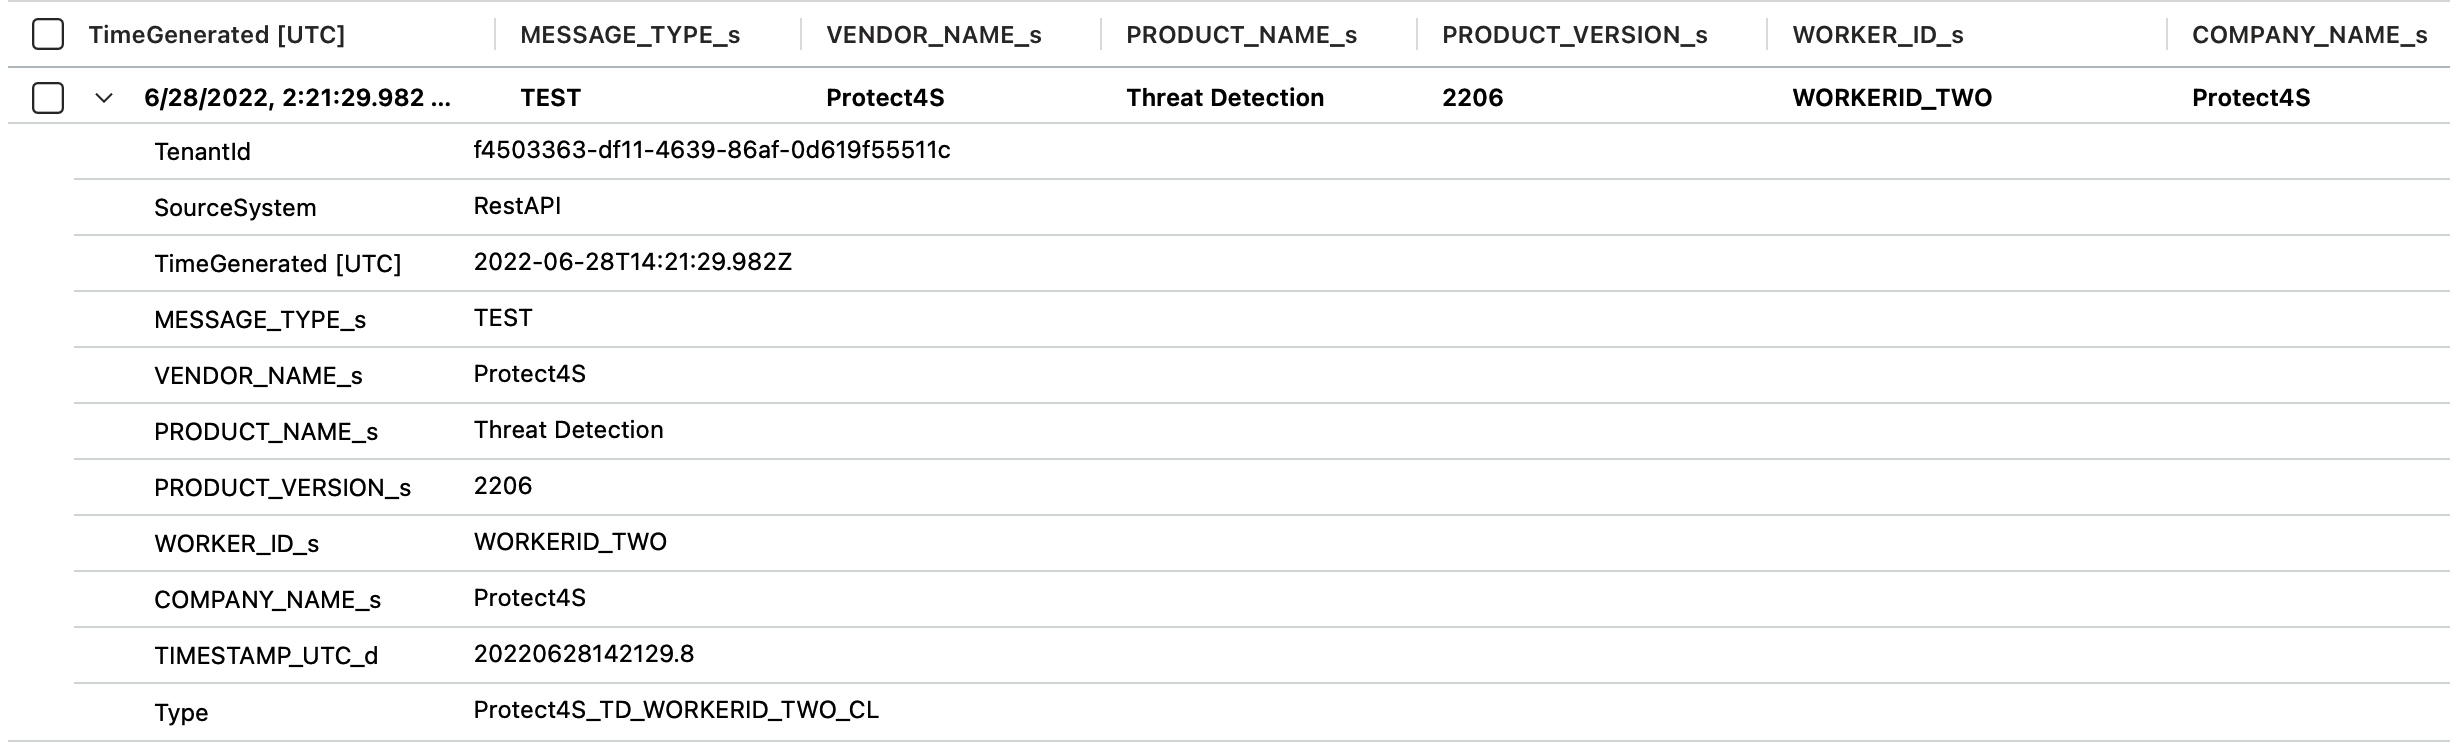 TimeGenerated [UTC] MESSAGE_TYPE_s VENDOR_NAME_s PRODUCT_NAME_s PRODUCT_VERSION_s WORKER_ID_s COMPANY_NAME_s
6/28/2022, 2:21:29.982 ... TEST Protect4S Threat Detection 2206 WORKERID_TWO Protect4S
TenantId f4503363-df11-4639-86af-0d619f55511c
SourceSystem RestAPI
TimeGenerated [UTC] 2022-06-28T14:21:29.982Z
MESSAGE_TYPE_s TEST
VENDOR_NAME_s Protect4S
PRODUCT_NAME_s Threat Detection
PRODUCT_VERSION_s 2206
WORKER_ID_s WORKERID_TWO
COMPANY_NAME_s Protect4S
TIMESTAMP_UTC_d 20220628142129.8
Type Protect4S_TD_WORKERID_TWO_CL